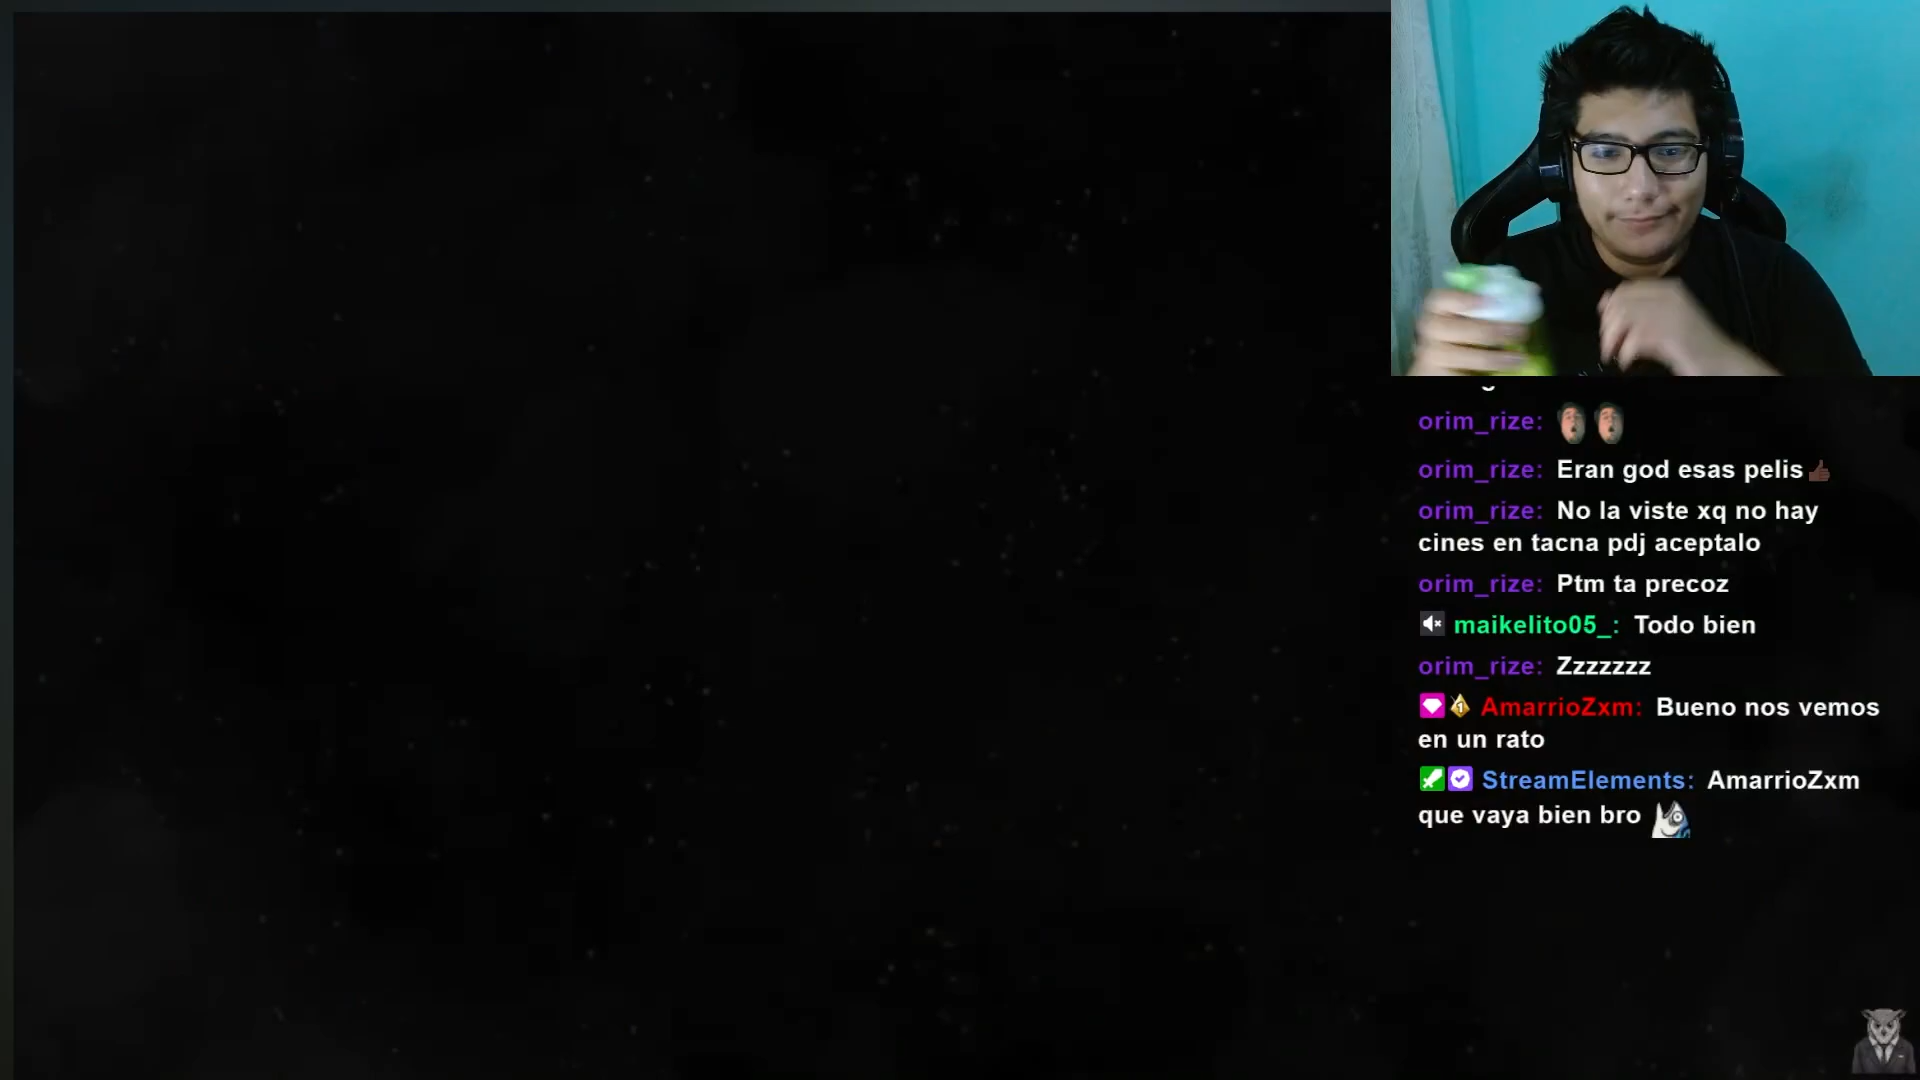 orim_rize:
orim_rize: Eran god esas pelis
orim_rize: No la viste xq no hay
cines en tacna pdj aceptalo
orim_rize: Ptm ta precoz
maikelito05_: Todo bien
orim_rize: Zzzzzzz
1 AmarrioZxm: Bueno nos vemos
en un rato
StreamElements: AmarrioZxm
que vaya bien bro